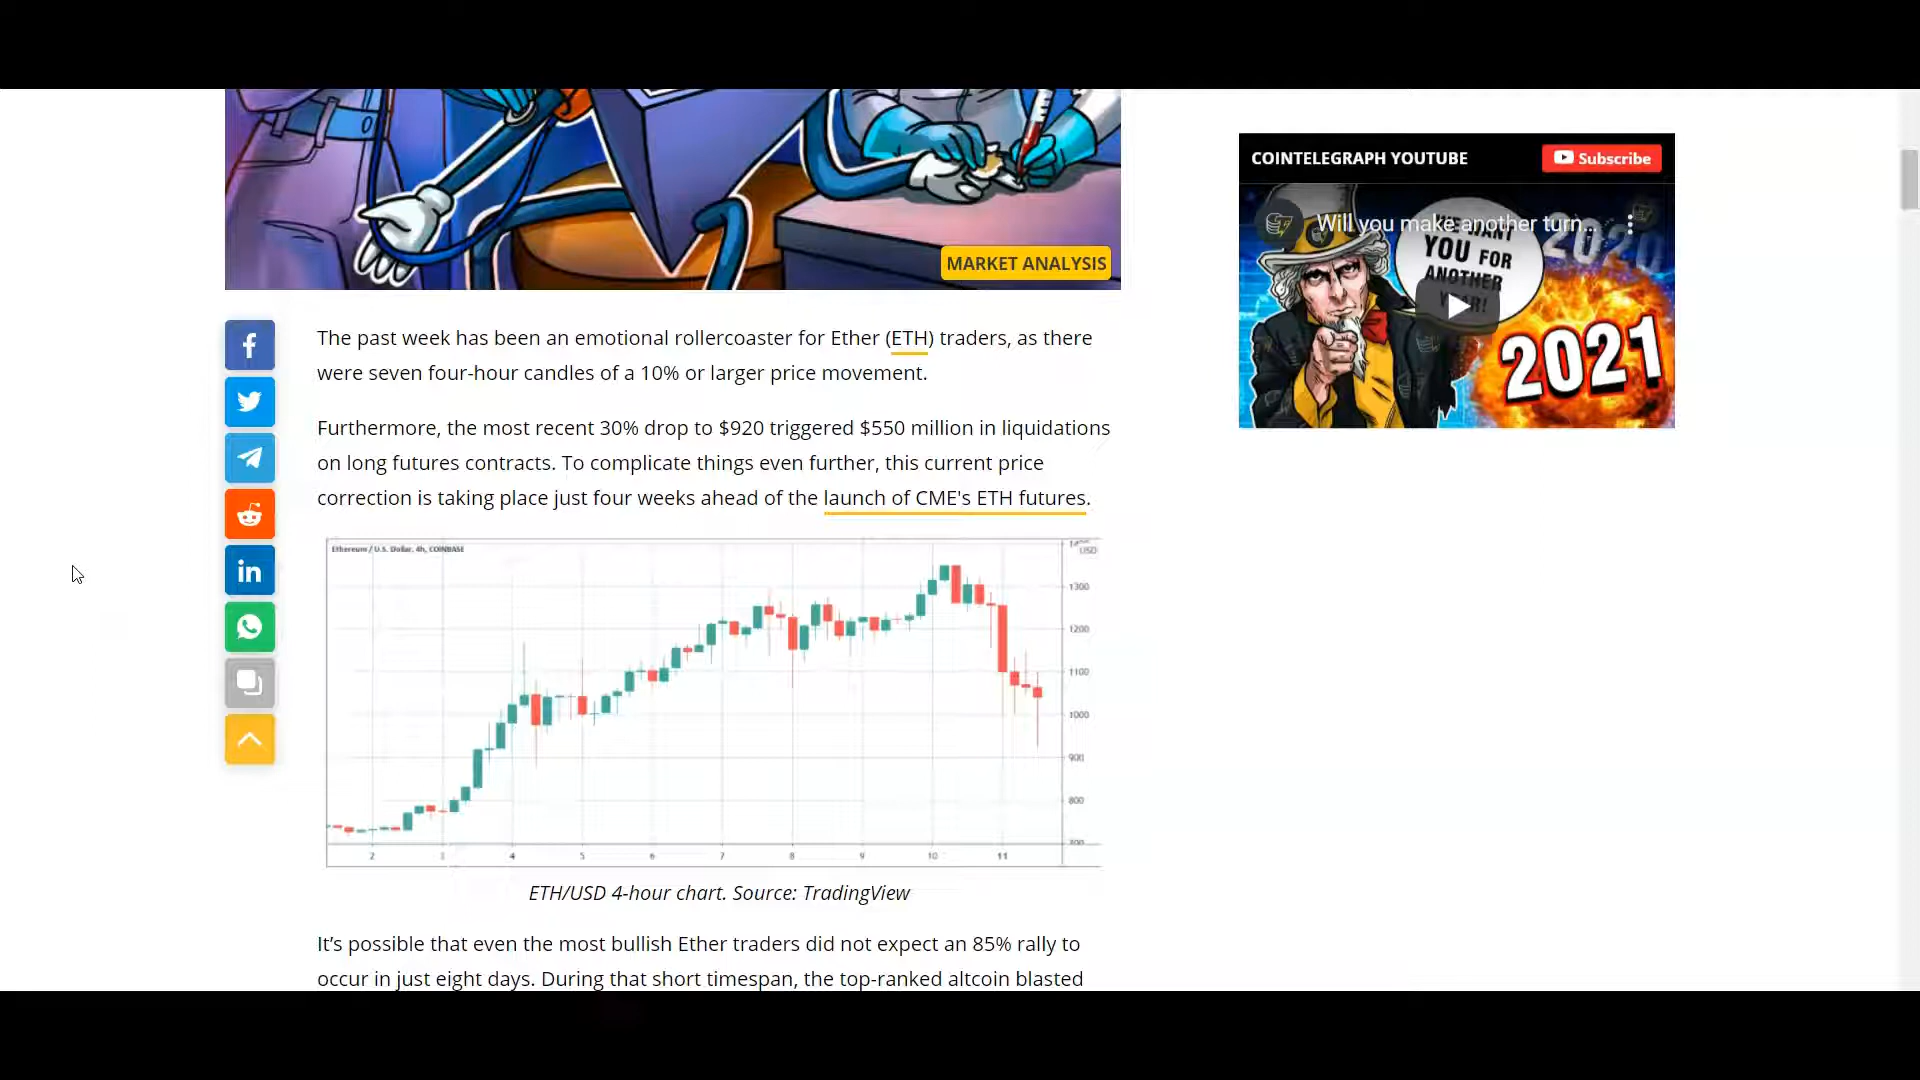 MARKET ANALYSIS
COINTELEGRAPH YOUTUBE
Subscribe
Will you make another turn...
WANT
YOU FOR
ANOTHER
YEAR!
2020
2021
The past week has been an emotional rollercoaster for Ether (ETH) traders, as there
were seven four-hour candles of a 10% or larger price movement.
Furthermore, the most recent 30% drop to $920 triggered $550 million in liquidations
on long futures contracts. To complicate things even further, this current price
correction is taking place just four weeks ahead of the launch of CME's ETH futures.
Ethereum / U.S. Dollar, 4h, COINBASE
USD
1300
1200
1100
1000
900
800
700
2 3 4 5 6 7 8 9 10 11
ETH/USD 4-hour chart. Source: TradingView
It’s possible that even the most bullish Ether traders did not expect an 85% rally to
occur in just eight days. During that short timespan, the top-ranked altcoin blasted